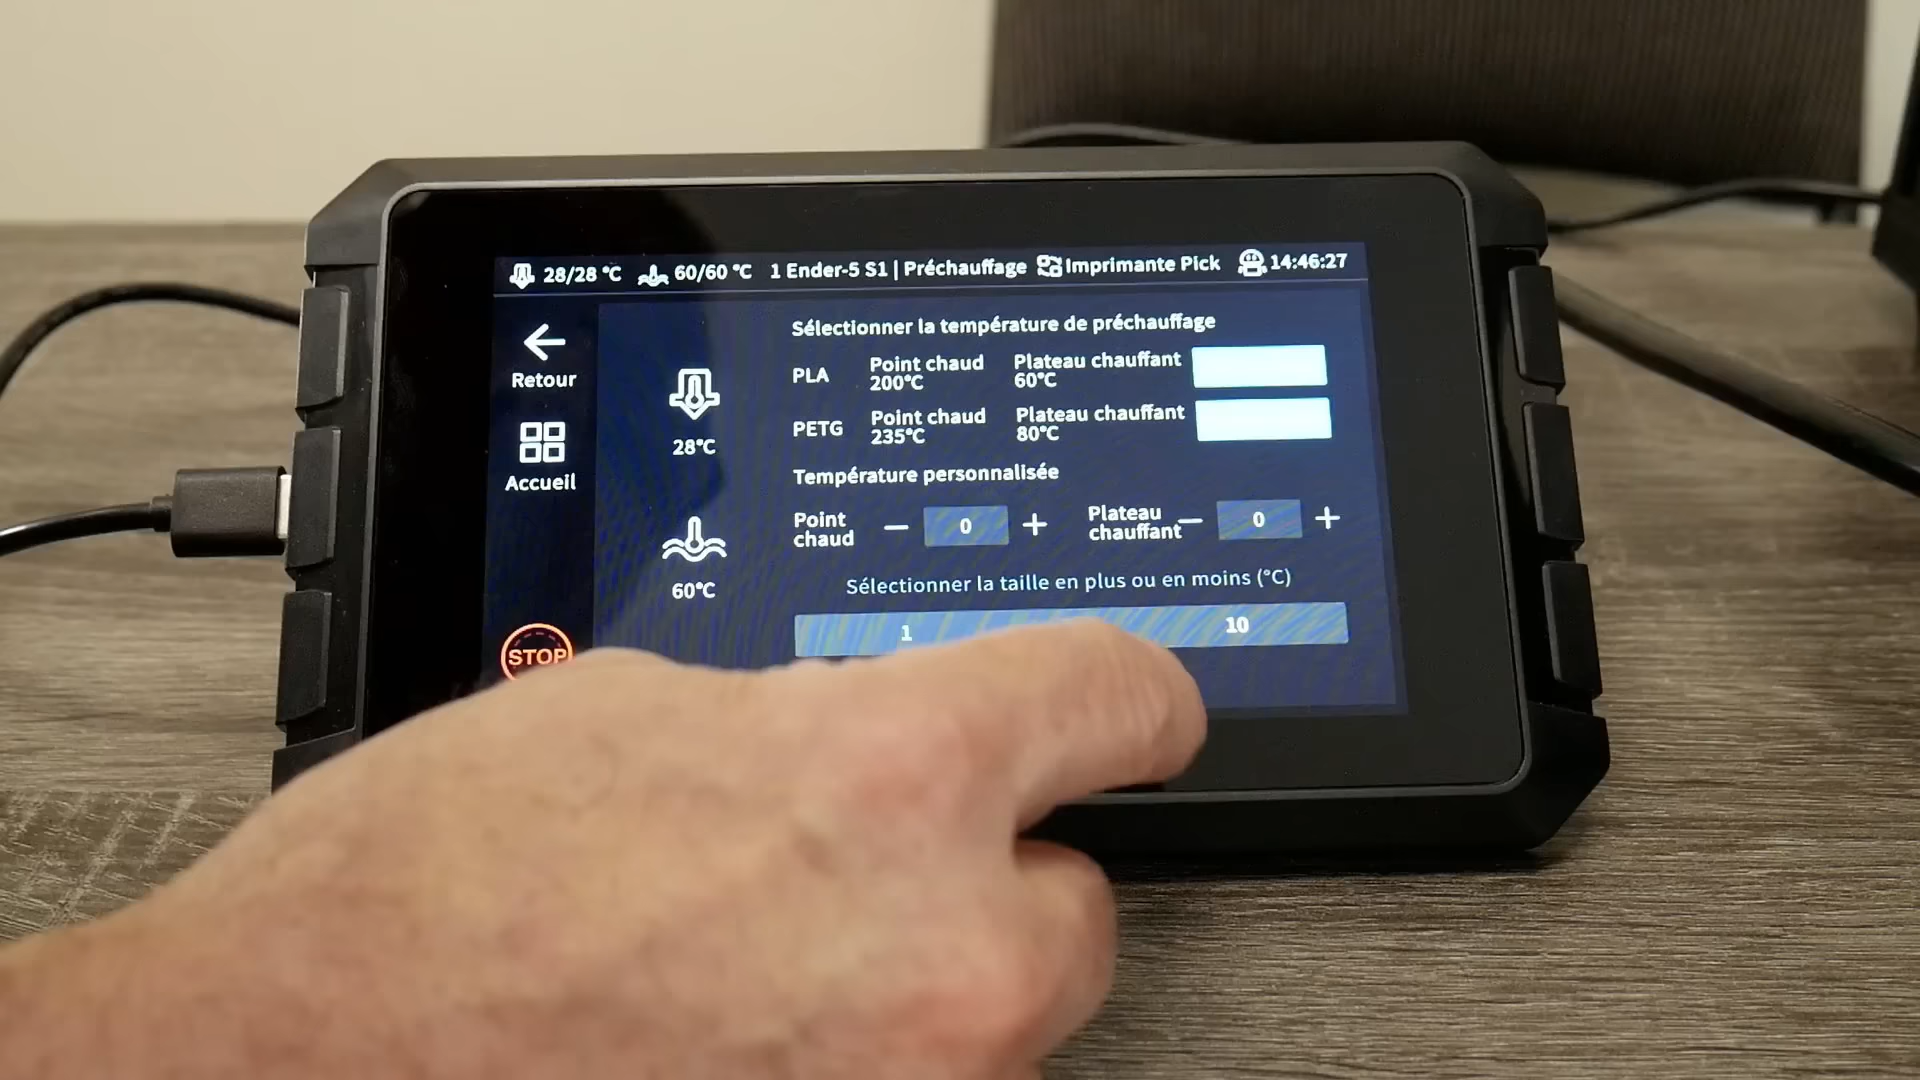 28/28 °C 60/60 °C 1 Ender-5 S1 | Préchauffage Imprimante Pick 14:46:27
Retour
Accueil
STOP
28°C
60°C
Sélectionner la température de préchauffage
PLA Point chaud 200°C Plateau chauffant 60°C
PETG Point chaud 235°C Plateau chauffant 80°C
Température personnalisée
Point chaud − 0 + Plateau chauffant − 0 +
Sélectionner la taille en plus ou en moins (°C)
1 10